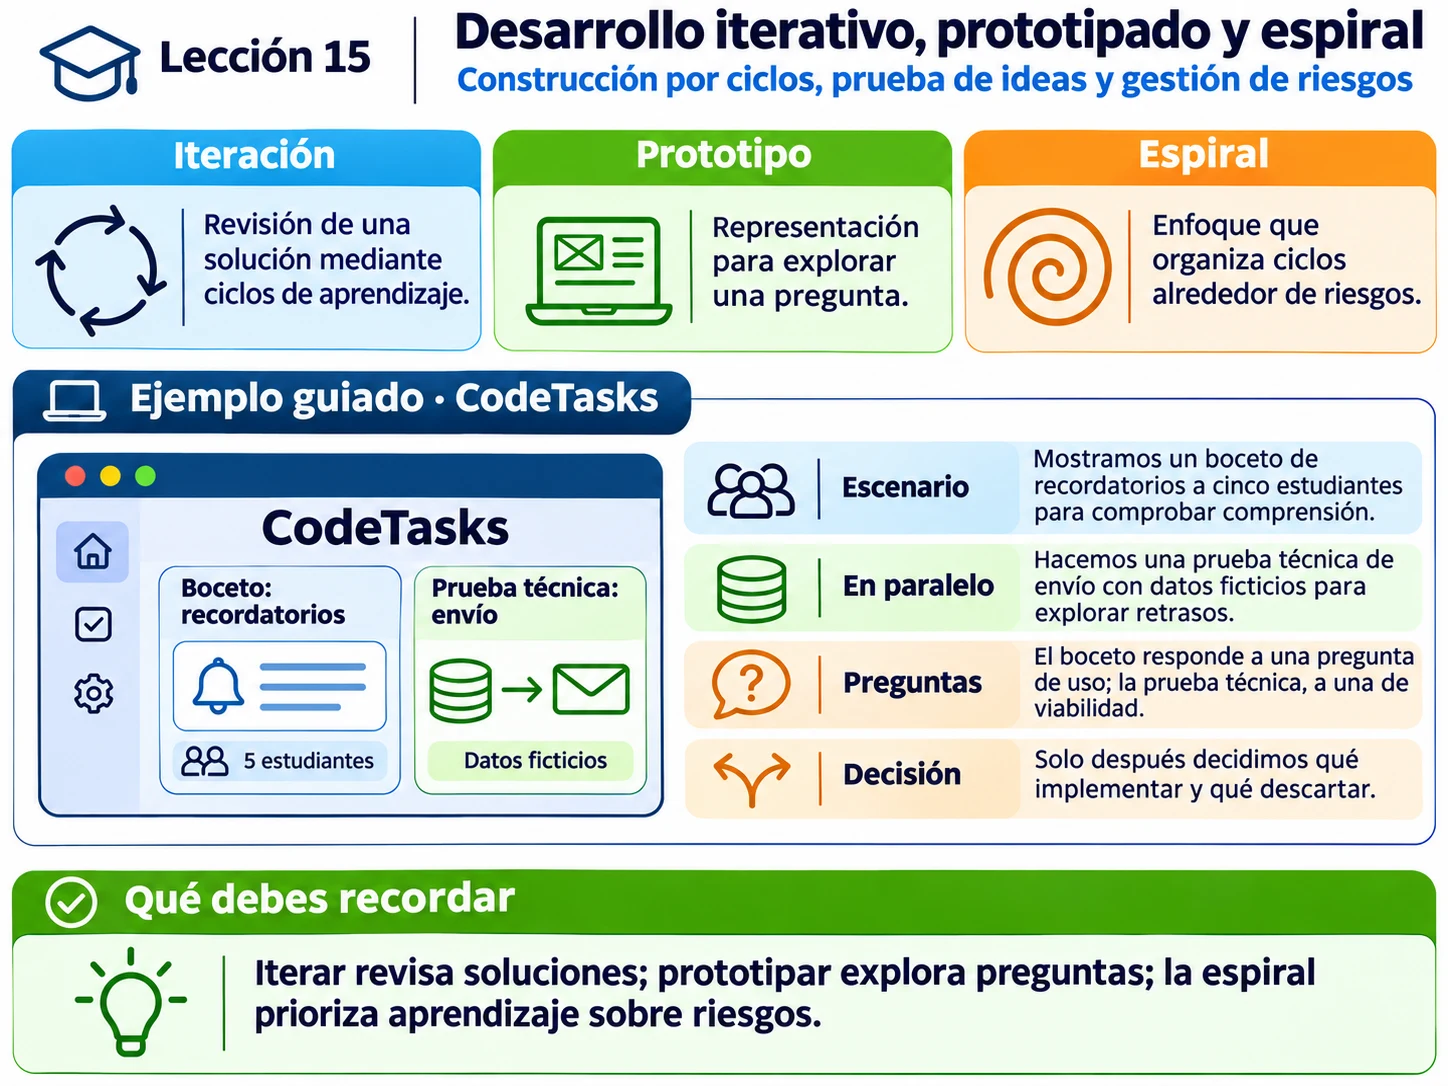 Lección 15
Desarrollo iterativo, prototipado y espiral
Construcción por ciclos, prueba de ideas y gestión de riesgos
Iteración
Revisión de una
solución mediante
ciclos de aprendizaje.
Prototipo
Representación
para explorar
una pregunta.
Espiral
Enfoque que
organiza ciclos
alrededor de riesgos.
Ejemplo guiado · CodeTasks
CodeTasks
Boceto:
recordatorios
5 estudiantes
Prueba técnica:
envío
Datos ficticios
Escenario
Mostramos un boceto de
recordatorios a cinco estudiantes
para comprobar comprensión.
En paralelo
Hacemos una prueba técnica de
envío con datos ficticios para
explorar retrasos.
?
Preguntas
El boceto responde a una pregunta
de uso; la prueba técnica, a una de
viabilidad.
Decisión
Solo después decidimos qué
implementar y qué descartar.
Qué debes recordar
Iterar revisa soluciones; prototipar explora preguntas; la espiral
prioriza aprendizaje sobre riesgos.